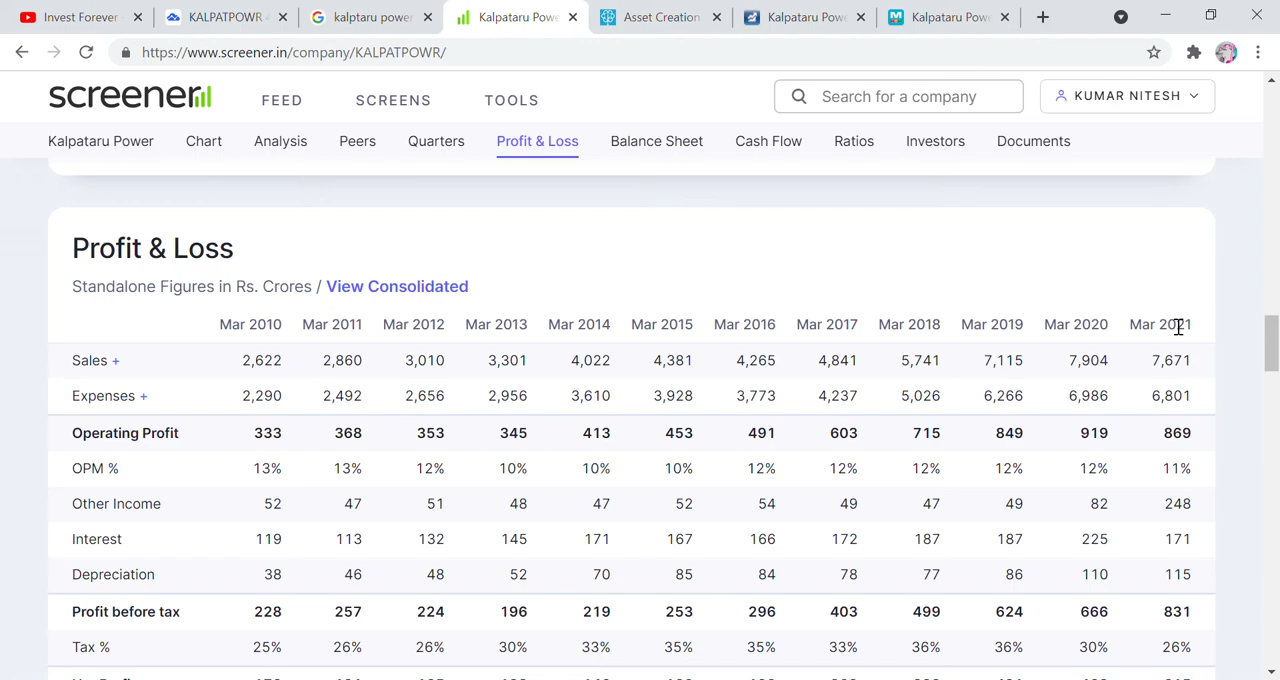 Invest Forever KALPATPOWR kalptaru power Kalpataru Powe Asset Creation Kalpataru Powe Kalpataru Powe
https://www.screener.in/company/KALPATPOWR/
screener FEED SCREENS TOOLS Search for a company KUMAR NITESH
Kalpataru Power Chart Analysis Peers Quarters Profit & Loss Balance Sheet Cash Flow Ratios Investors Documents
Profit & Loss
Standalone Figures in Rs. Crores / View Consolidated
Mar 2010 Mar 2011 Mar 2012 Mar 2013 Mar 2014 Mar 2015 Mar 2016 Mar 2017 Mar 2018 Mar 2019 Mar 2020 Mar 2021
Sales + 2,622 2,860 3,010 3,301 4,022 4,381 4,265 4,841 5,741 7,115 7,904 7,671
Expenses + 2,290 2,492 2,656 2,956 3,610 3,928 3,773 4,237 5,026 6,266 6,986 6,801
Operating Profit 333 368 353 345 413 453 491 603 715 849 919 869
OPM % 13% 13% 12% 10% 10% 10% 12% 12% 12% 12% 12% 11%
Other Income 52 47 51 48 47 52 54 49 47 49 82 248
Interest 119 113 132 145 171 167 166 172 187 187 225 171
Depreciation 38 46 48 52 70 85 84 78 77 86 110 115
Profit before tax 228 257 224 196 219 253 296 403 499 624 666 831
Tax % 25% 26% 26% 30% 33% 35% 35% 33% 36% 36% 30% 26%